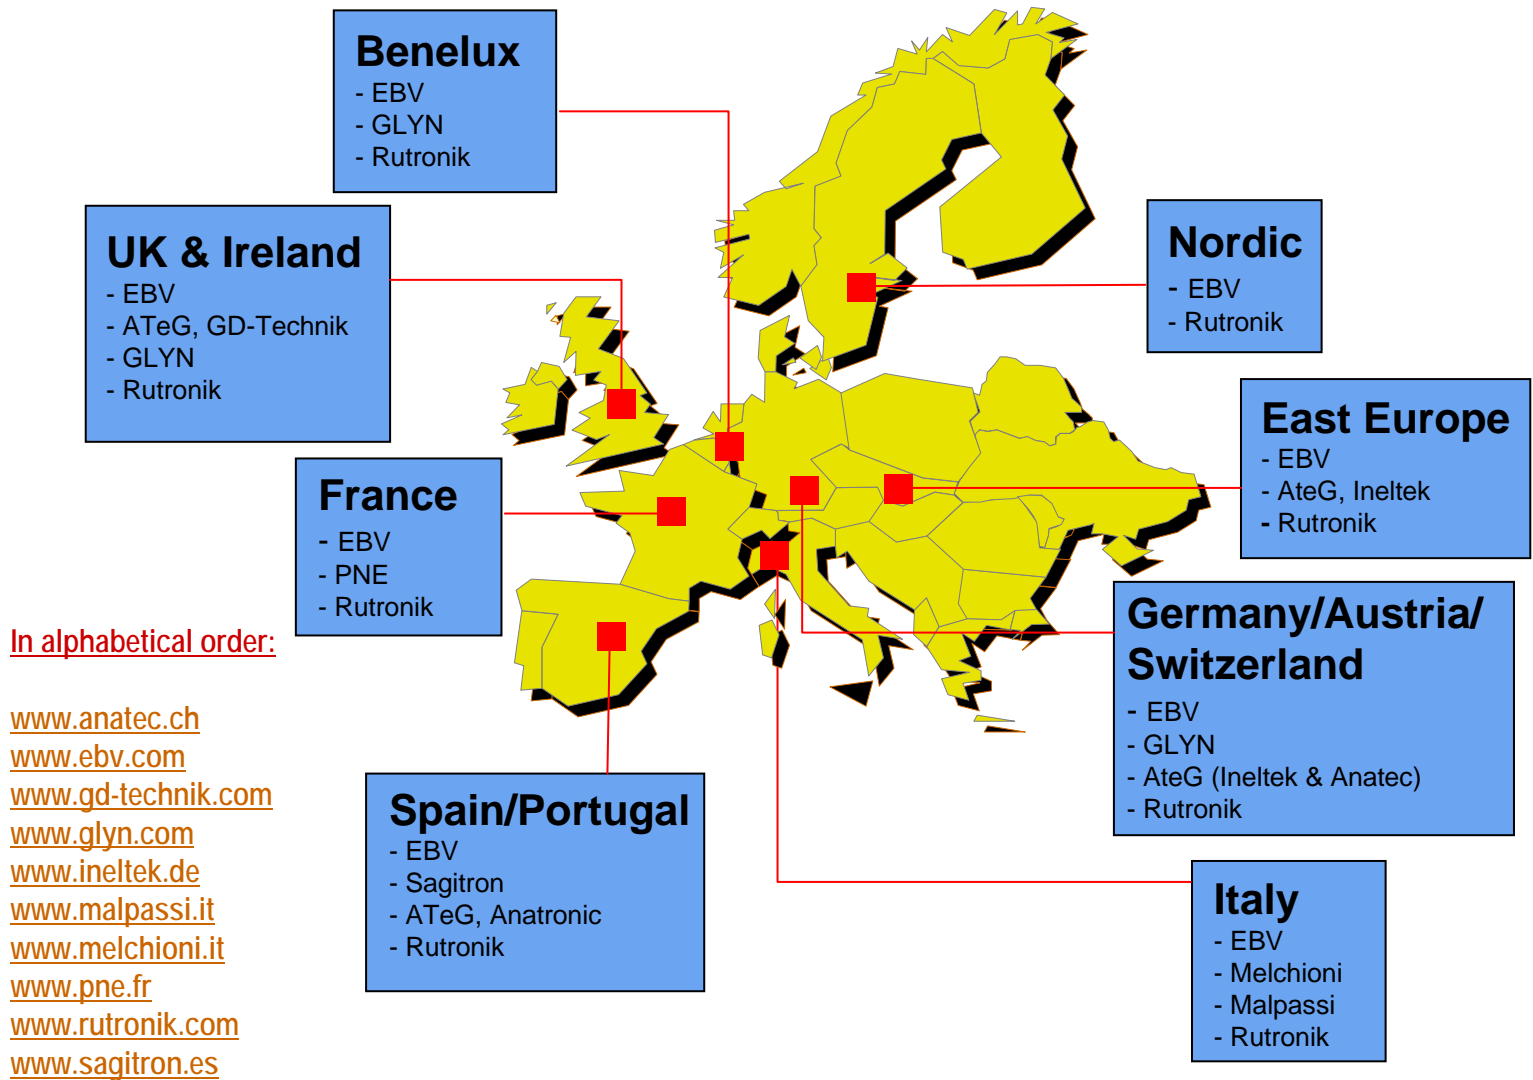 Benelux
- EBV
- GLYN
- Rutronik
UK & Ireland
- EBV
- ATeG, GD-Technik
- GLYN
- Rutronik
Nordic
- EBV
- Rutronik
East Europe
- EBV
- AteG, Ineltek
- Rutronik
France
- EBV
- PNE
- Rutronik
Germany/Austria/
Switzerland
- EBV
- GLYN
- AteG (Ineltek & Anatec)
- Rutronik
In alphabetical order:
www.anatec.ch
www.ebv.com
www.gd-technik.com
www.glyn.com
www.ineltek.de
www.malpassi.it
www.melchioni.it
www.pne.fr
www.rutronik.com
www.sagitron.es
Spain/Portugal
- EBV
- Sagitron
- ATeG, Anatronic
- Rutronik
Italy
- EBV
- Melchioni
- Malpassi
- Rutronik